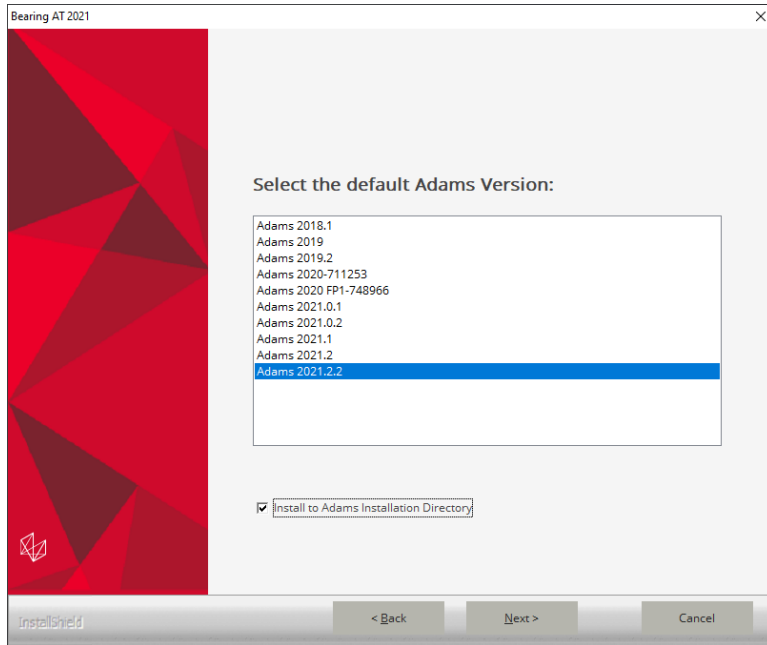 Bearing AT 2021
Select the default Adams Version:
Adams 2018.1
Adams 2019
Adams 2019.2
Adams 2020-711253
Adams 2020 FP1-748966
Adams 2021.0.1
Adams 2021.0.2
Adams 2021.1
Adams 2021.2
Adams 2021.2.2
Install to Adams Installation Directory
InstallShield
< Back
Next >
Cancel